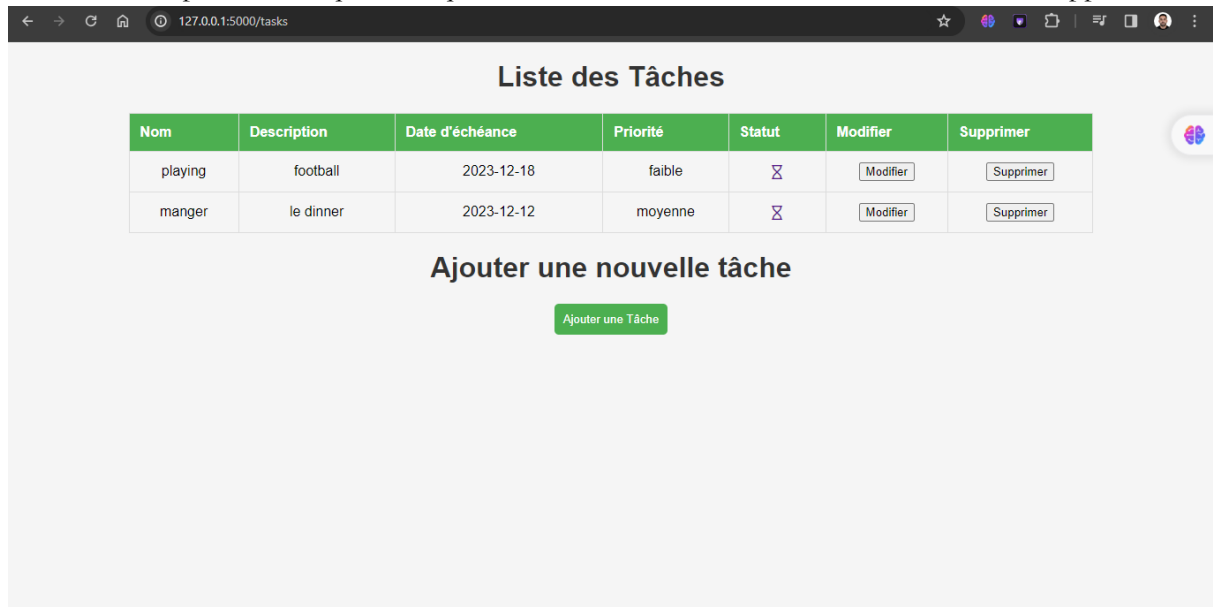 127.0.0.1:5000/tasks
Liste des Tâches
Nom Description Date d'échéance Priorité Statut Modifier Supprimer
playing football 2023-12-18 faible Modifier Supprimer
manger le dinner 2023-12-12 moyenne Modifier Supprimer
Ajouter une nouvelle tâche
Ajouter une Tâche